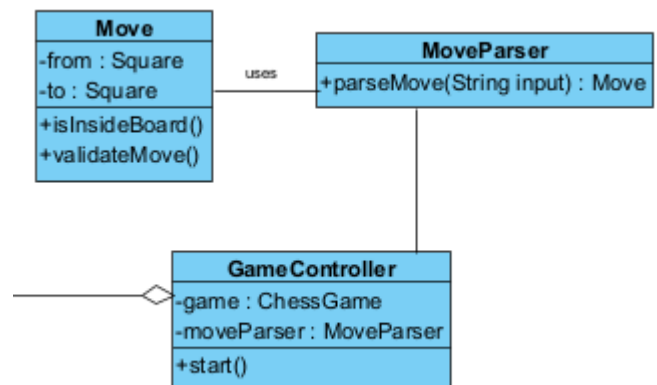 Move
-from : Square
-to : Square
+isInsideBoard()
+validateMove()
uses
MoveParser
+parseMove(String input) : Move
GameController
-game : ChessGame
-moveParser : MoveParser
+start()